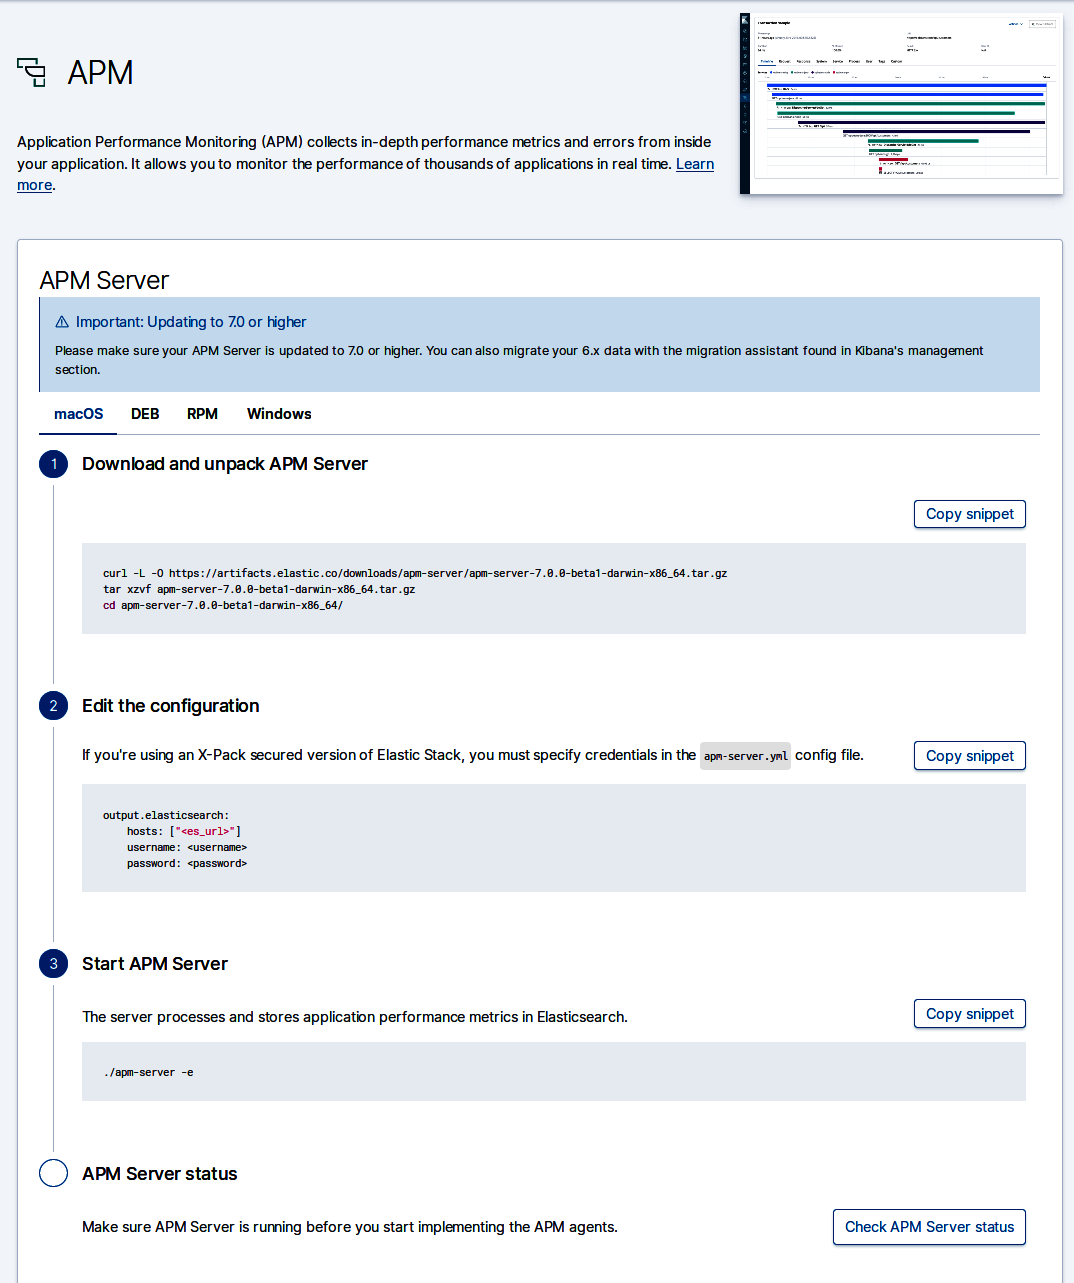 APM
Application Performance Monitoring (APM) collects in-depth performance metrics and errors from inside
your application. It allows you to monitor the performance of thousands of applications in real time. Learn
more.
APM Server
Important: Updating to 7.0 or higher
Please make sure your APM Server is updated to 7.0 or higher. You can also migrate your 6.x data with the migration assistant found in Kibana's management
section.
macOS DEB RPM Windows
1 Download and unpack APM Server
Copy snippet
curl -L -O https://artifacts.elastic.co/downloads/apm-server/apm-server-7.0.0-beta1-darwin-x86_64.tar.gz
tar xzvf apm-server-7.0.0-beta1-darwin-x86_64.tar.gz
cd apm-server-7.0.0-beta1-darwin-x86_64/
2 Edit the configuration
If you're using an X-Pack secured version of Elastic Stack, you must specify credentials in the apm-server.yml config file.
Copy snippet
output.elasticsearch:
hosts: ["<es_url>"]
username: <username>
password: <password>
3 Start APM Server
The server processes and stores application performance metrics in Elasticsearch.
Copy snippet
./apm-server -e
APM Server status
Make sure APM Server is running before you start implementing the APM agents.
Check APM Server status